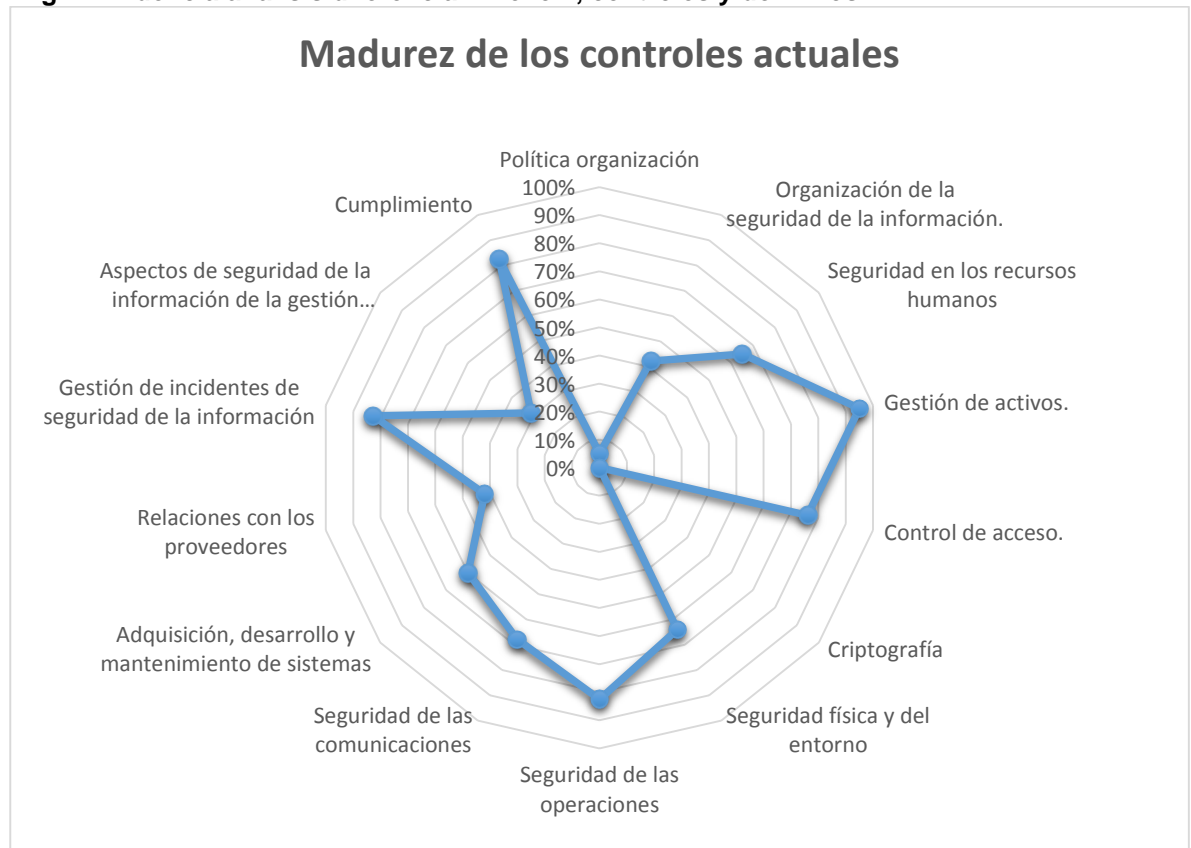 Madurez de los controles actuales
Política organización
Organización de la
seguridad de la información.
Seguridad en los recursos
humanos
Gestión de activos.
Control de acceso.
Criptografía
Seguridad física y del
entorno
Seguridad de las
operaciones
Seguridad de las
comunicaciones
Adquisición, desarrollo y
mantenimiento de sistemas
Relaciones con los
proveedores
Gestión de incidentes de
seguridad de la información
Aspectos de seguridad de la
información de la gestión...
Cumplimiento
100%
90%
80%
70%
60%
50%
40%
30%
20%
10%
0%